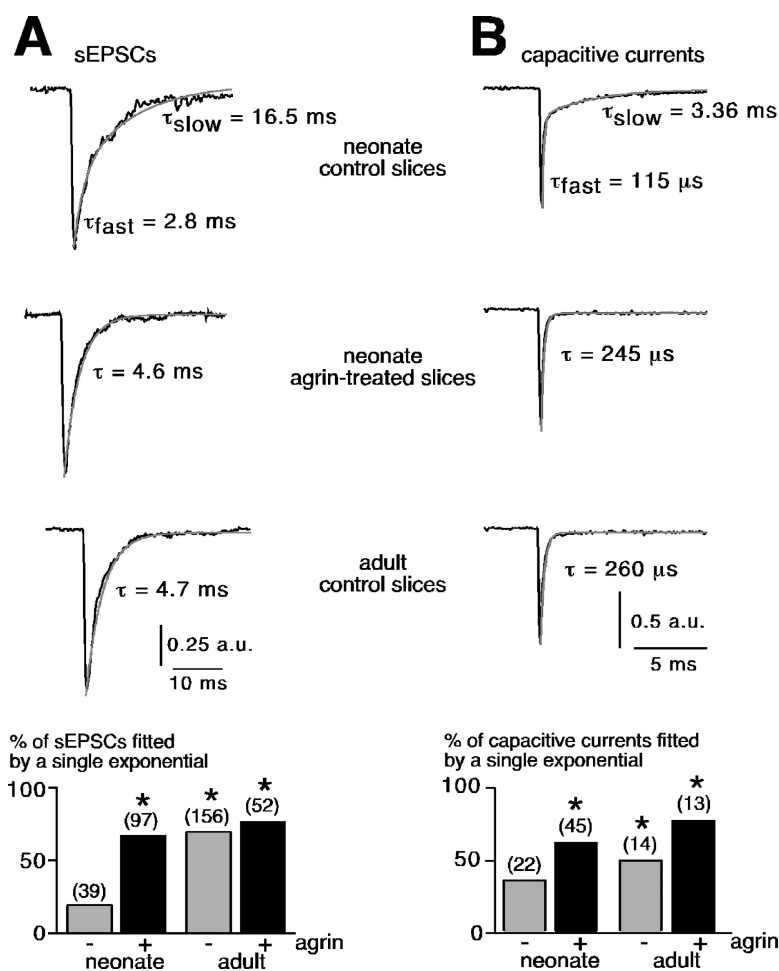 A
sEPSCs
τslow = 16.5 ms
τfast = 2.8 ms
neonate
control slices
B
capacitive currents
τslow = 3.36 ms
τfast = 115 μs
τ = 4.6 ms
neonate
agrin-treated slices
τ = 245 μs
τ = 4.7 ms
0.25 a.u.
10 ms
adult
control slices
τ = 260 μs
0.5 a.u.
5 ms
% of sEPSCs fitted
by a single exponential
100
50
0
(39)
*
(97)
*
(156)
*
(52)
- + - + agrin
neonate adult
% of capacitive currents fitted
by a single exponential
100
50
0
(22)
*
(45)
*
(14)
*
(13)
- + - + agrin
neonate adult